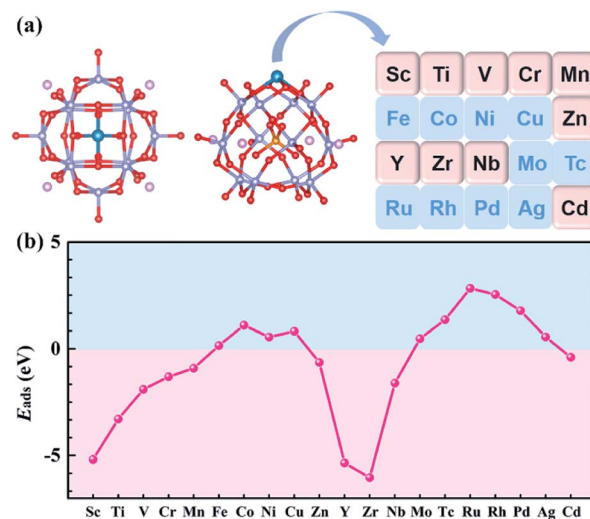 (a)
Sc Ti V Cr Mn
Fe Co Ni Cu Zn
Y Zr Nb Mo Tc
Ru Rh Pd Ag Cd
(b)
5
0
-5
Eads (eV)
Sc Ti V Cr Mn Fe Co Ni Cu Zn Y Zr Nb Mo Tc Ru Rh Pd Ag Cd